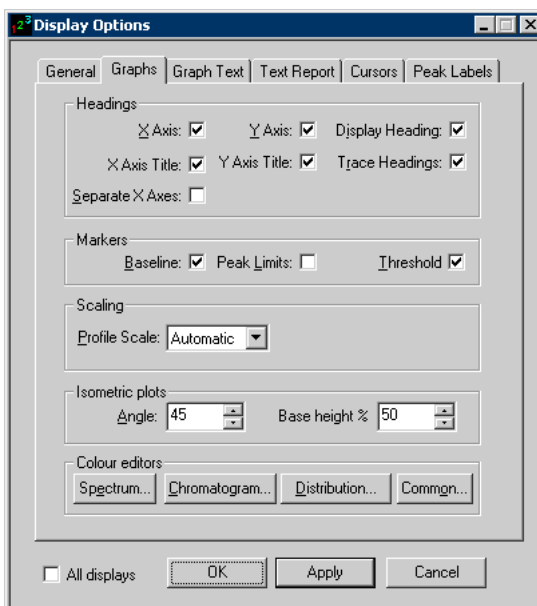 Display Options
General Graphs Graph Text Text Report Cursors Peak Labels
Headings
X Axis: Y Axis: Display Heading:
X Axis Title: Y Axis Title: Trace Headings:
Separate X Axes:
Markers
Baseline: Peak Limits: Threshold
Scaling
Profile Scale: Automatic
Isometric plots
Angle: 45 Base height % 50
Colour editors
Spectrum... Chromatogram... Distribution... Common...
All displays OK Apply Cancel